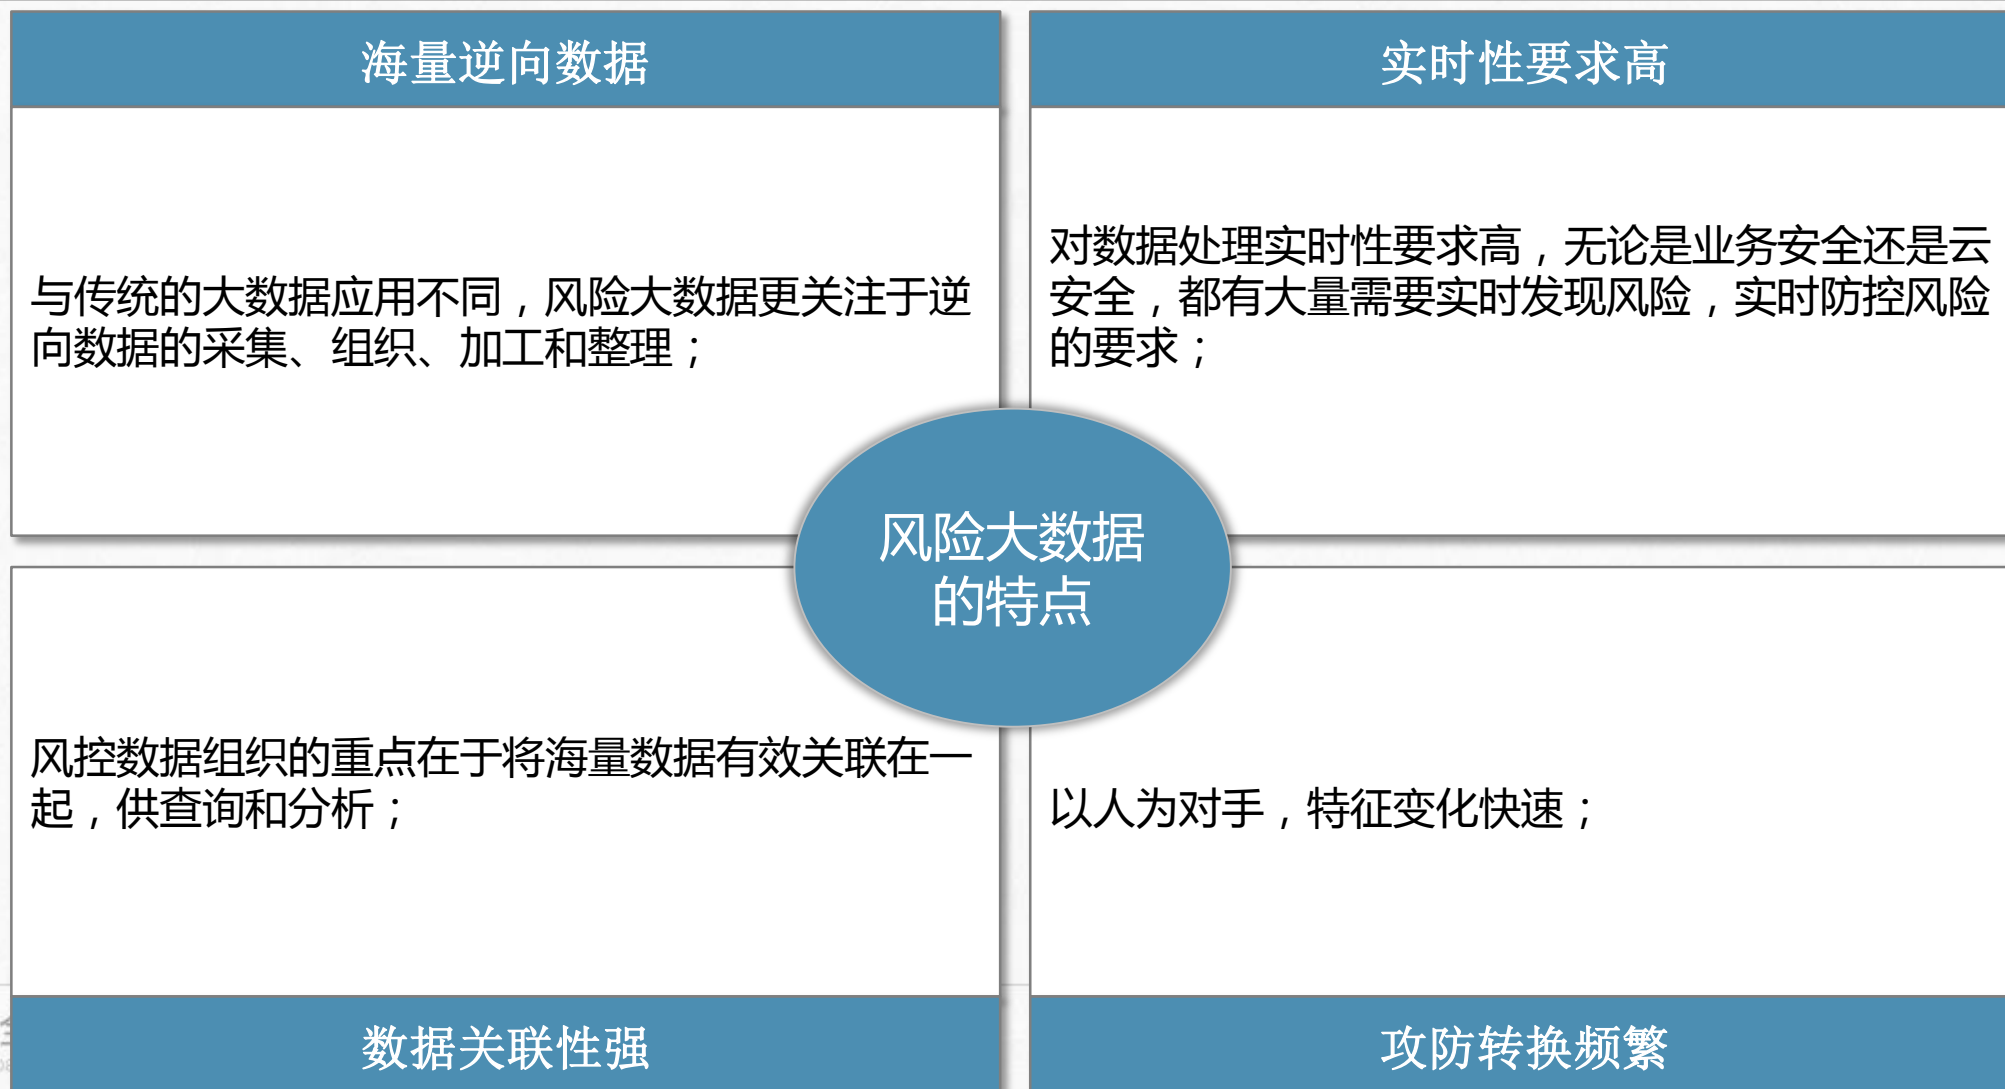 海量逆向数据
与传统的大数据应用不同，风险大数据更关注于逆
向数据的采集、组织、加工和整理；
实时性要求高
对数据处理实时性要求高，无论是业务安全还是云
安全，都有大量需要实时发现风险，实时防控风险
的要求；
风险大数据
的特点
风控数据组织的重点在于将海量数据有效关联在一
起，供查询和分析；
数据关联性强
以人为对手，特征变化快速；
攻防转换频繁